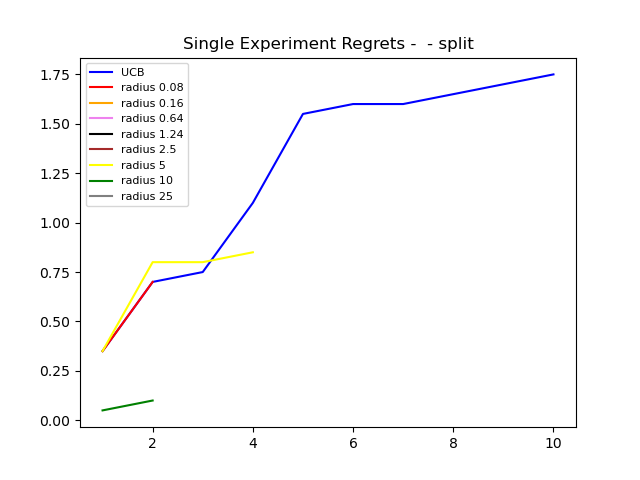 Single Experiment Regrets -  - split
1.75
1.50
1.25
1.00
0.75
0.50
0.25
0.00
UCB
radius 0.08
radius 0.16
radius 0.64
radius 1.24
radius 2.5
radius 5
radius 10
radius 25
2 4 6 8 10